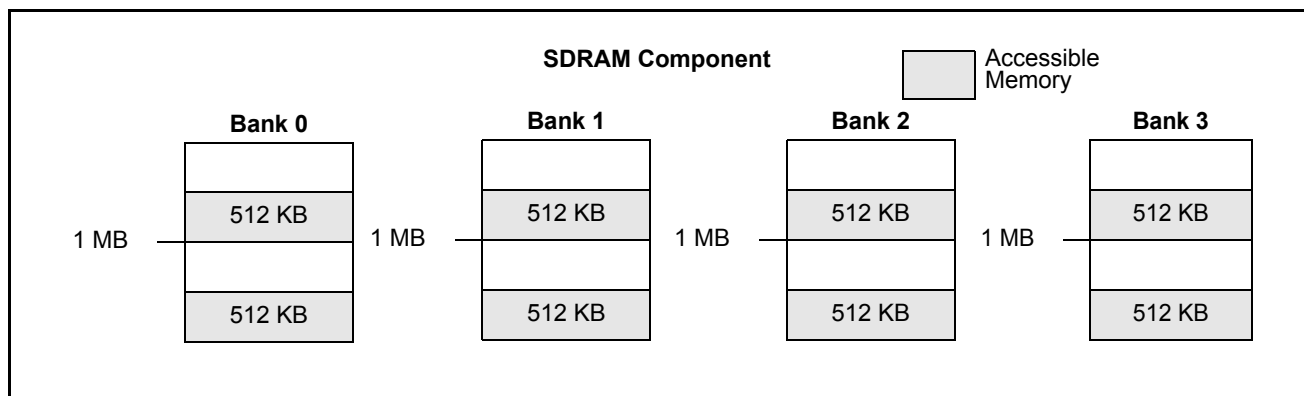 SDRAM Component
Accessible
Memory
Bank 0
Bank 1
Bank 2
Bank 3
512 KB
512 KB
512 KB
512 KB
1 MB
1 MB
1 MB
1 MB
512 KB
512 KB
512 KB
512 KB